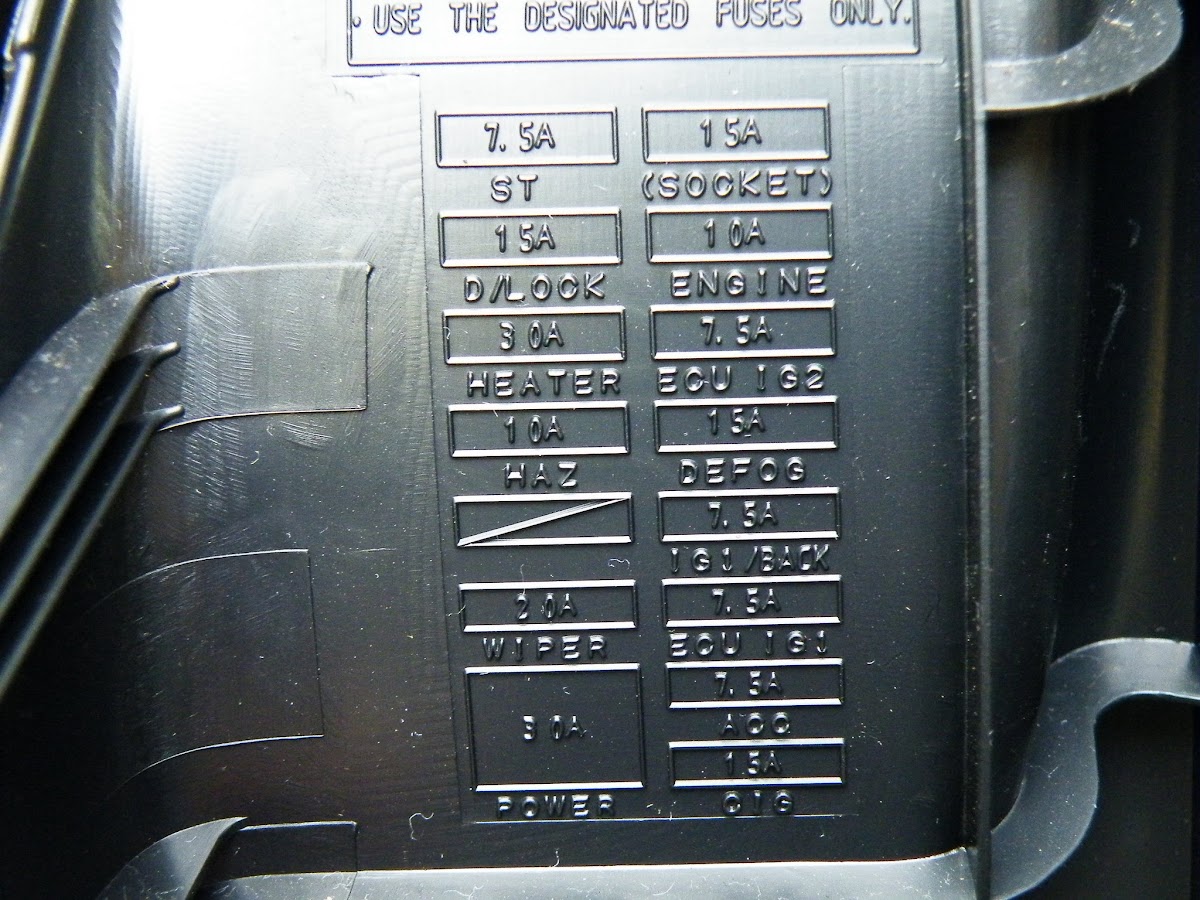 USE THE DESIGNATED FUSES ONLY.
7.5A 15A
ST (SOCKET)
15A 10A
D/LOCK ENGINE
30A 7.5A
HEATER ECU IG2
10A 15A
HAZ DEFOG
7.5A
IG1/BACK
20A 7.5A
WIPER ECU IG1
7.5A
30A ACC
15A
POWER CIG